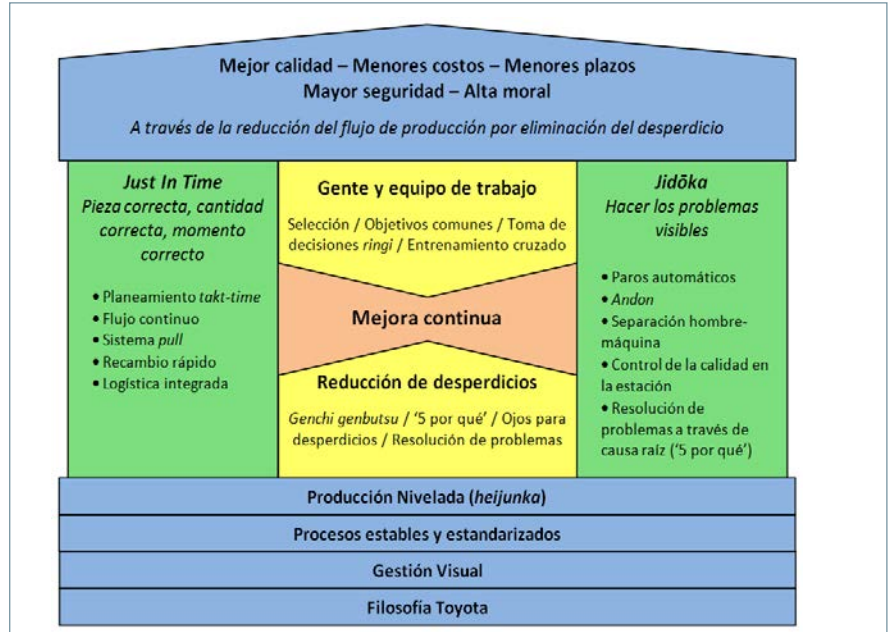 Mejor calidad – Menores costos – Menores plazos
Mayor seguridad – Alta moral
A través de la reducción del flujo de producción por eliminación del desperdicio
Just In Time
Pieza correcta, cantidad
correcta, momento
correcto
• Planeamiento takt-time
• Flujo continuo
• Sistema pull
• Recambio rápido
• Logística integrada
Gente y equipo de trabajo
Selección / Objetivos comunes / Toma de
decisiones ringi / Entrenamiento cruzado
Mejora continua
Reducción de desperdicios
Genchi genbutsu / ‘5 por qué’ / Ojos para
desperdicios / Resolución de problemas
Jidōka
Hacer los problemas
visibles
• Paros automáticos
• Andon
• Separación hombre-
máquina
• Control de la calidad en
la estación
• Resolución de
problemas a través de
causa raíz (‘5 por qué’)
Producción Nivelada (heijunka)
Procesos estables y estandarizados
Gestión Visual
Filosofía Toyota